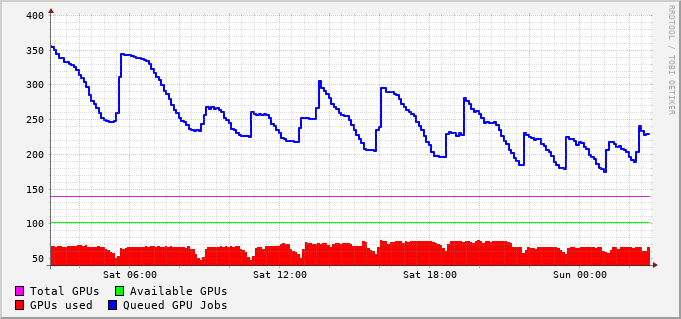 400
350
300
250
200
150
100
50
Sat 06:00 Sat 12:00 Sat 18:00 Sun 00:00
Total GPUs Available GPUs
GPUs used Queued GPU Jobs
RRDTOOL / TOBI OETIKER